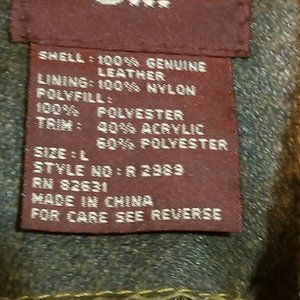 SHELL: 100% GENUINE
LEATHER
LINING: 100% NYLON
POLYFILL:
100% POLYESTER
TRIM: 40% ACRYLIC
60% POLYESTER
SIZE: L
STYLE NO: R 2989
RN 82631
MADE IN CHINA
FOR CARE SEE REVERSE